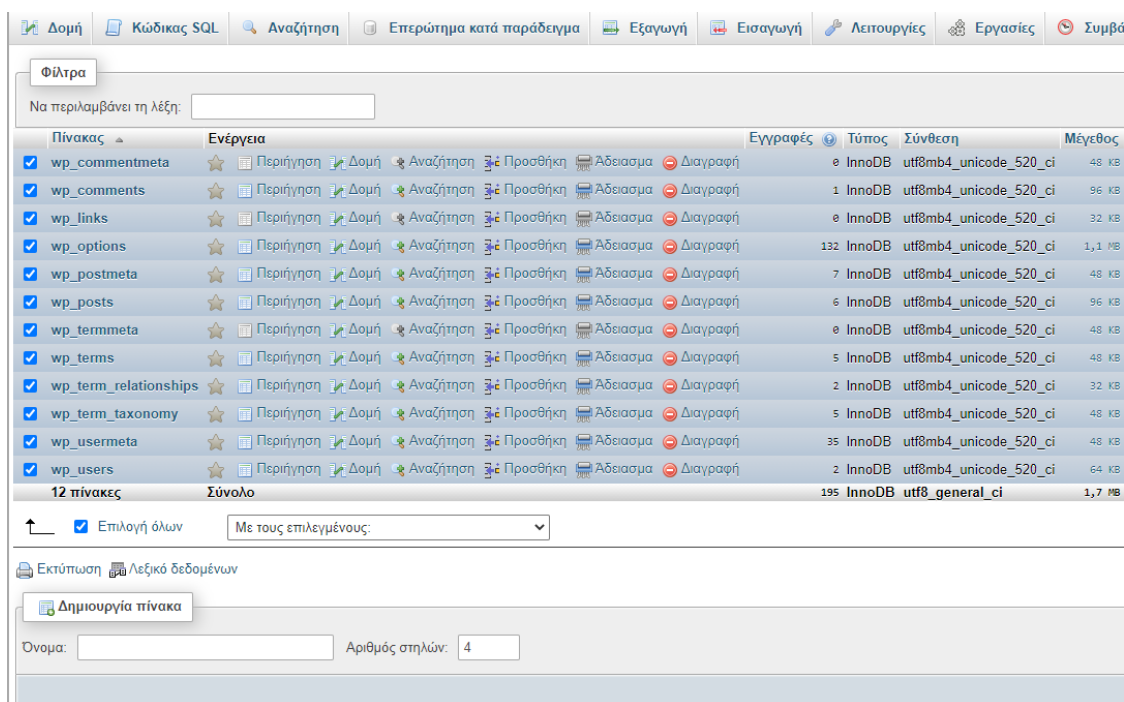 Δομή Κώδικας SQL Αναζήτηση Επερώτημα κατά παράδειγμα Εξαγωγή Εισαγωγή Λειτουργίες Εργασίες Συμβά
Φίλτρα
Να περιλαμβάνει τη λέξη:
Πίνακας Ενέργεια Εγγραφές Τύπος Σύνθεση Μέγεθος
wp_commentmeta Περιήγηση Δομή Αναζήτηση Προσθήκη Άδειασμα Διαγραφή 0 InnoDB utf8mb4_unicode_520_ci 48 KB
wp_comments Περιήγηση Δομή Αναζήτηση Προσθήκη Άδειασμα Διαγραφή 1 InnoDB utf8mb4_unicode_520_ci 96 KB
wp_links Περιήγηση Δομή Αναζήτηση Προσθήκη Άδειασμα Διαγραφή 0 InnoDB utf8mb4_unicode_520_ci 32 KB
wp_options Περιήγηση Δομή Αναζήτηση Προσθήκη Άδειασμα Διαγραφή 132 InnoDB utf8mb4_unicode_520_ci 1,1 MB
wp_postmeta Περιήγηση Δομή Αναζήτηση Προσθήκη Άδειασμα Διαγραφή 7 InnoDB utf8mb4_unicode_520_ci 48 KB
wp_posts Περιήγηση Δομή Αναζήτηση Προσθήκη Άδειασμα Διαγραφή 6 InnoDB utf8mb4_unicode_520_ci 96 KB
wp_termmeta Περιήγηση Δομή Αναζήτηση Προσθήκη Άδειασμα Διαγραφή 0 InnoDB utf8mb4_unicode_520_ci 48 KB
wp_terms Περιήγηση Δομή Αναζήτηση Προσθήκη Άδειασμα Διαγραφή 5 InnoDB utf8mb4_unicode_520_ci 48 KB
wp_term_relationships Περιήγηση Δομή Αναζήτηση Προσθήκη Άδειασμα Διαγραφή 2 InnoDB utf8mb4_unicode_520_ci 32 KB
wp_term_taxonomy Περιήγηση Δομή Αναζήτηση Προσθήκη Άδειασμα Διαγραφή 5 InnoDB utf8mb4_unicode_520_ci 48 KB
wp_usermeta Περιήγηση Δομή Αναζήτηση Προσθήκη Άδειασμα Διαγραφή 35 InnoDB utf8mb4_unicode_520_ci 48 KB
wp_users Περιήγηση Δομή Αναζήτηση Προσθήκη Άδειασμα Διαγραφή 2 InnoDB utf8mb4_unicode_520_ci 64 KB
12 πίνακες Σύνολο 195 InnoDB utf8_general_ci 1,7 MB
Επιλογή όλων Με τους επιλεγμένους:
Εκτύπωση Λεξικό δεδομένων
Δημιουργία πίνακα
Όνομα: Αριθμός στηλών: 4